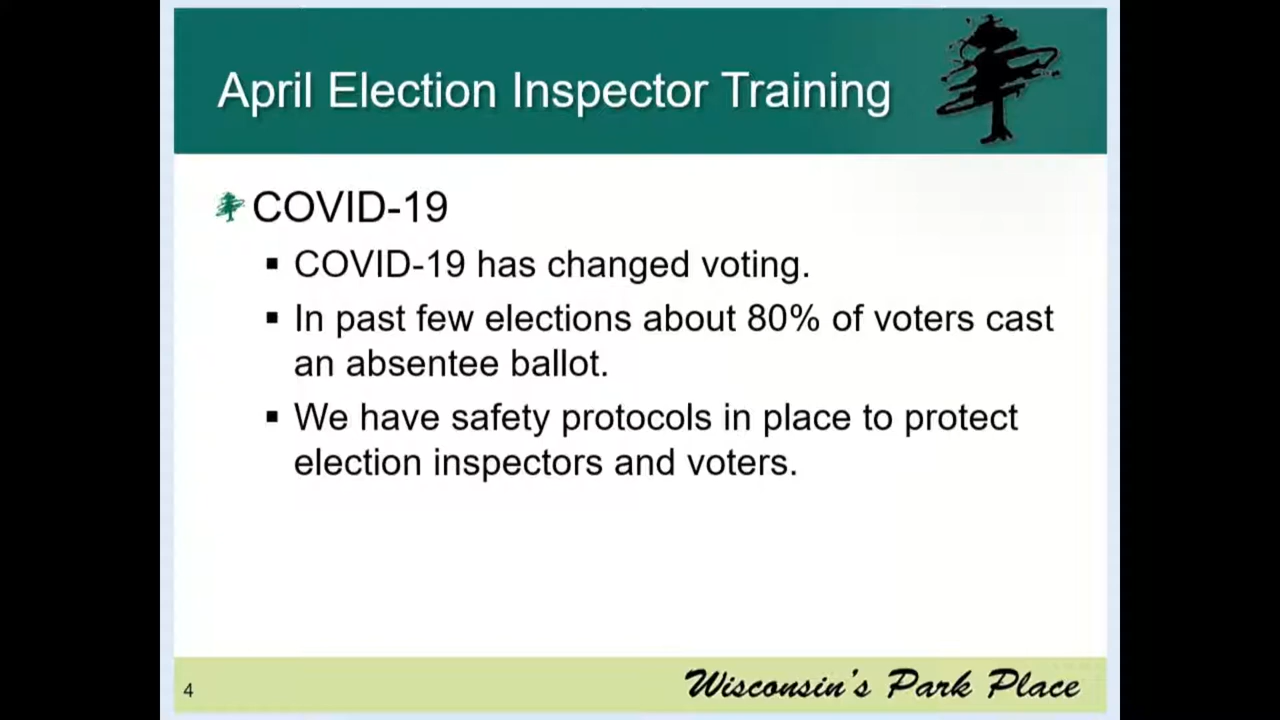 April Election Inspector Training
COVID-19
▪ COVID-19 has changed voting.
▪ In past few elections about 80% of voters cast
an absentee ballot.
▪ We have safety protocols in place to protect
election inspectors and voters.
4
Wisconsin's Park Place